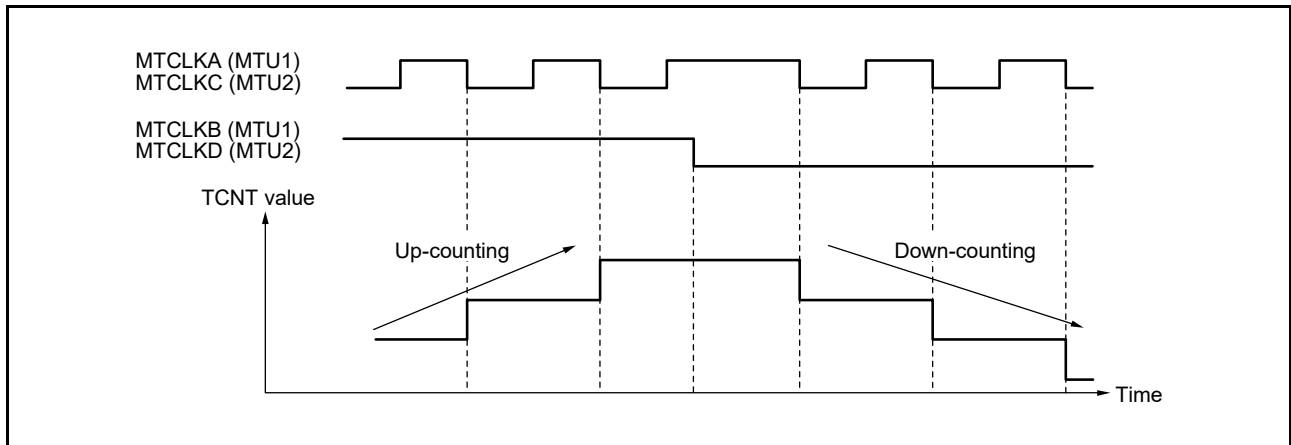 MTCLKA (MTU1)
MTCLKC (MTU2)
MTCLKB (MTU1)
MTCLKD (MTU2)
TCNT value
Up-counting
Down-counting
Time